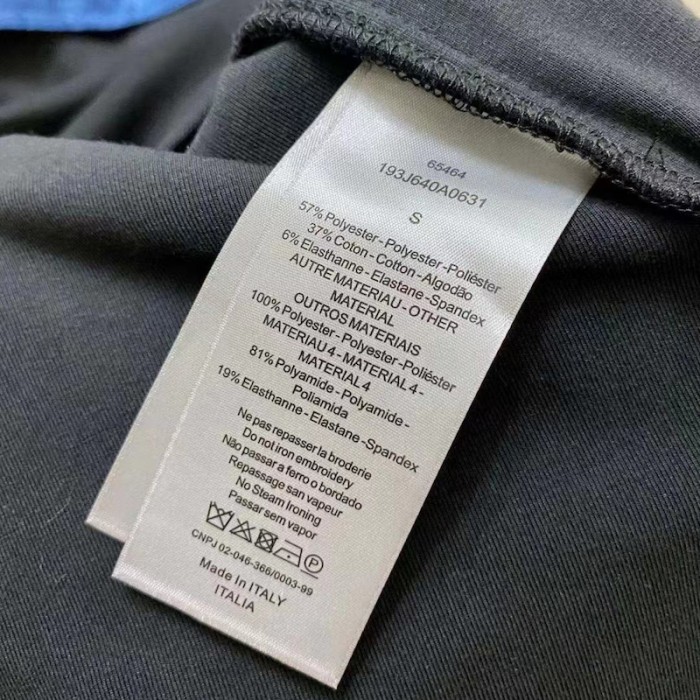 65464
193J640A0631
S
57% Polyester-Polyester-Poliéster
37% Coton-Cotton-Algodão
6% Elasthanne-Elastane-Spandex
AUTRE MATERIAU-OTHER
MATERIAL
OUTROS MATERIAIS
100% Polyester-Polyester-Poliéster
MATERIAU 4-MATERIAL 4-
MATERIAL 4
81% Polyamide-Polyamide-
Poliamida
19% Elasthanne-Elastane-Spandex
Ne pas repasser la broderie
Do not iron embroidery
Não passar a ferro o bordado
Repassage san vapeur
No Steam Ironing
Passar sem vapor
P
CNPJ 02-046-366/0003-99
Made In ITALY
ITALIA